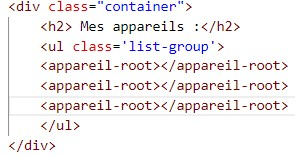 <div class="container">
<h2> Mes appareils :</h2>
<ul class='list-group'>
<appareil-root></appareil-root>
<appareil-root></appareil-root>
<appareil-root></appareil-root>
</ul>
</div>